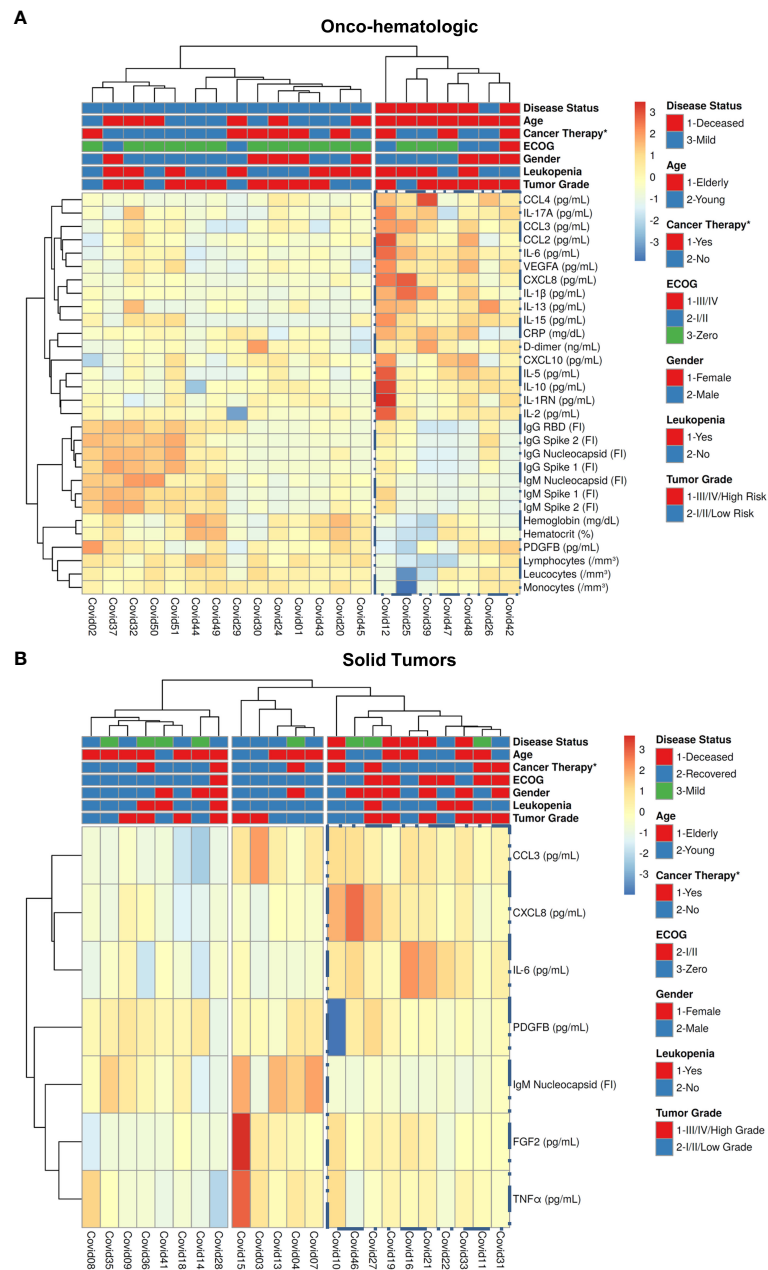 A
Onco-hematologic
Disease Status
Age
Cancer Therapy*
ECOG
Gender
Leukopenia
Tumor Grade
CCL4 (pg/mL)
IL-17A (pg/mL)
CCL3 (pg/mL)
CCL2 (pg/mL)
IL-6 (pg/mL)
VEGFA (pg/mL)
CXCL8 (pg/mL)
IL-1β (pg/mL)
IL-13 (pg/mL)
IL-15 (pg/mL)
CRP (mg/dL)
D-dimer (ng/mL)
CXCL10 (pg/mL)
IL-5 (pg/mL)
IL-10 (pg/mL)
IL-1RN (pg/mL)
IL-2 (pg/mL)
IgG RBD (FI)
IgG Spike 2 (FI)
IgG Nucleocapsid (FI)
IgG Spike 1 (FI)
IgM Nucleocapsid (FI)
IgM Spike 1 (FI)
IgM Spike 2 (FI)
Hemoglobin (mg/dL)
Hematocrit (%)
PDGFB (pg/mL)
Lymphocytes (/mm³)
Leucocytes (/mm³)
Monocytes (/mm³)
Covid02
Covid37
Covid32
Covid50
Covid51
Covid44
Covid49
Covid29
Covid30
Covid24
Covid01
Covid43
Covid20
Covid45
Covid12
Covid25
Covid39
Covid47
Covid48
Covid26
Covid42
3
2
1
0
-1
-2
-3
Disease Status
1-Deceased
3-Mild
Age
1-Elderly
2-Young
Cancer Therapy*
1-Yes
2-No
ECOG
1-III/IV
2-I/II
3-Zero
Gender
1-Female
2-Male
Leukopenia
1-Yes
2-No
Tumor Grade
1-III/IV/High Risk
2-I/II/Low Risk
B
Solid Tumors
Disease Status
Age
Cancer Therapy*
ECOG
Gender
Leukopenia
Tumor Grade
CCL3 (pg/mL)
CXCL8 (pg/mL)
IL-6 (pg/mL)
PDGFB (pg/mL)
IgM Nucleocapsid (FI)
FGF2 (pg/mL)
TNFα (pg/mL)
Covid08
Covid35
Covid09
Covid36
Covid41
Covid18
Covid14
Covid28
Covid15
Covid03
Covid13
Covid04
Covid07
Covid10
Covid46
Covid27
Covid19
Covid16
Covid21
Covid22
Covid33
Covid11
Covid31
3
2
1
0
-1
-2
-3
Disease Status
1-Deceased
2-Recovered
3-Mild
Age
1-Elderly
2-Young
Cancer Therapy*
1-Yes
2-No
ECOG
2-I/II
3-Zero
Gender
1-Female
2-Male
Leukopenia
1-Yes
2-No
Tumor Grade
1-III/IV/High Grade
2-I/II/Low Grade